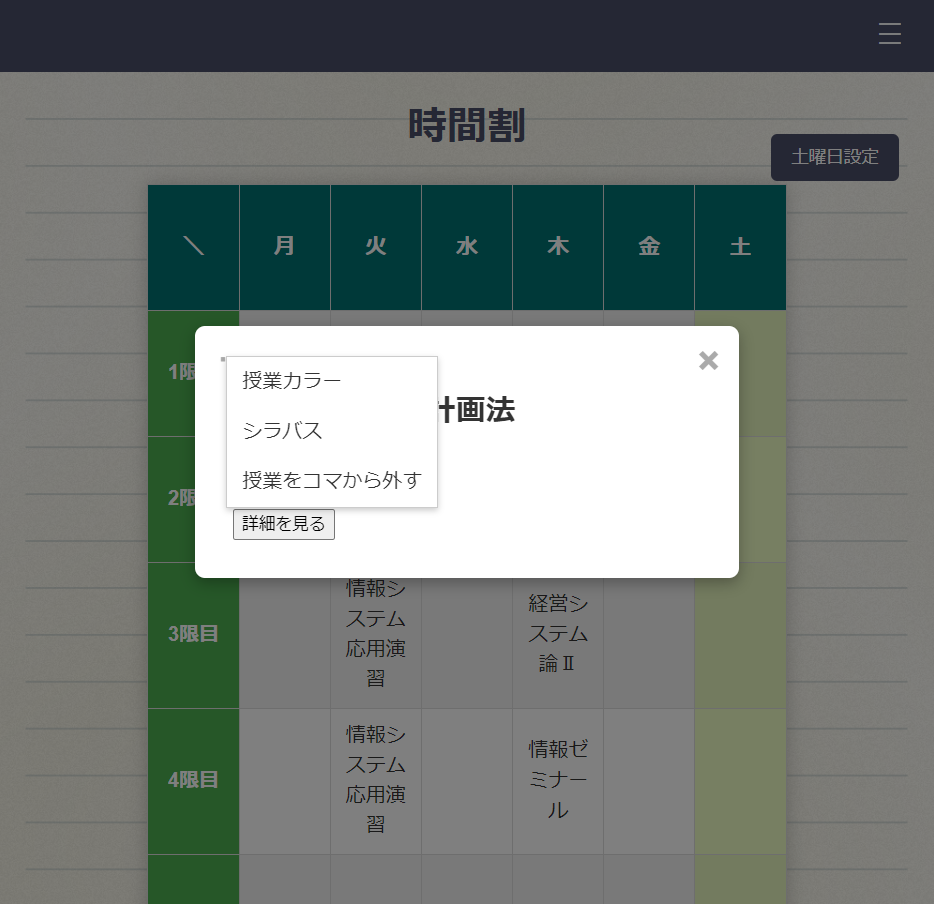 時間割
土曜日設定
＼ 月 火 水 木 金 土
1限
授業カラー
計画法
シラバス
授業をコマから外す
2限
詳細を見る
3限目
情報シ
ステム
応用演
習
経営シ
ステム
論Ⅱ
4限目
情報シ
ステム
応用演
習
情報ゼ
ミナー
ル